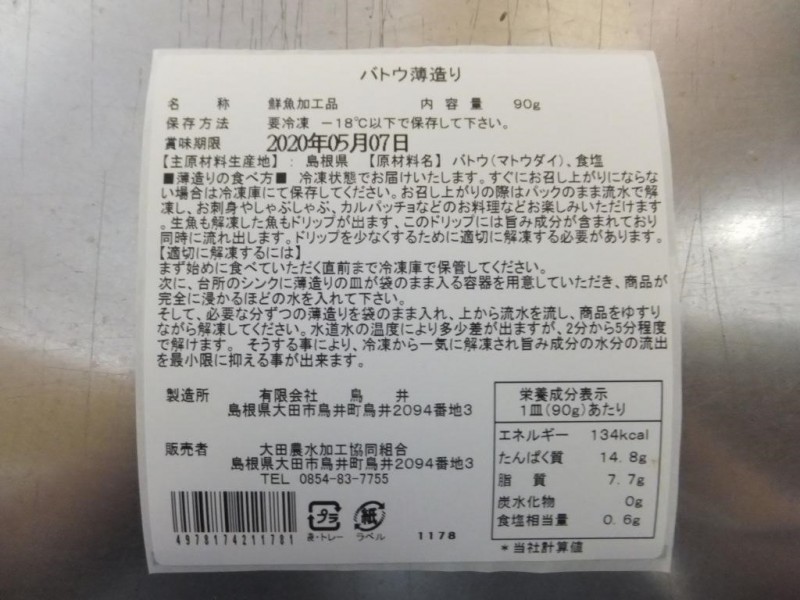 バトウ薄造り
名 称 鮮魚加工品 内容量 90g
保存方法 要冷凍 -18℃以下で保存して下さい。
賞味期限 2020年05月07日
【主原材料生産地】：島根県 【原材料名】バトウ(マトウダイ)、食塩
■薄造りの食べ方■ 冷凍状態でお届けいたします。すぐにお召し上がりにならな
い場合は冷凍庫にて保存してください。お召し上がりの際はパックのまま流水で解
凍し、お刺身やしゃぶしゃぶ、カルパッチョなどのお料理などお楽しみいただけます
。生魚も解凍した魚もドリップが出ます、このドリップには旨み成分が含まれており
同時に流れ出します。ドリップを少なくするために適切に解凍する必要があります。
【適切に解凍するには】
まず始めに食べていただく直前まで冷凍庫で保管してください。
次に、台所のシンクに薄造りの皿が袋のまま入る容器を用意していただき、商品が
完全に浸かるほどの水を入れて下さい。
そして、必要な分ずつの薄造りを袋のまま入れ、上から流水を流し、商品をゆすり
ながら解凍してください。水道水の温度により多少差が出ますが、2分から5分程度
で解けます。 そうする事により、冷凍から一気に解凍され旨み成分の水分の流出
を最小限に抑える事が出来ます。
製造所 有限会社 鳥井
島根県大田市鳥井町鳥井2094番地3
販売者 大田農水加工協同組合
島根県大田市鳥井町鳥井2094番地3
TEL 0854-83-7755
栄養成分表示
1皿(90g)あたり
エネルギー 134kcal
たんぱく質 14.8g
脂 質 7.7g
炭水化物 0g
食塩相当量 0.6g
*当社計算値
4978174211781
プラ
袋・トレー
紙
ラベル
1178